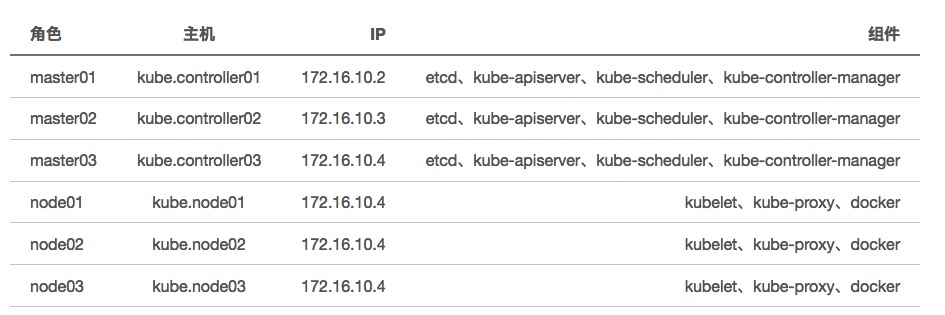 角色 主机 IP 组件
master01 kube.controller01 172.16.10.2 etcd、kube-apiserver、kube-scheduler、kube-controller-manager
master02 kube.controller02 172.16.10.3 etcd、kube-apiserver、kube-scheduler、kube-controller-manager
master03 kube.controller03 172.16.10.4 etcd、kube-apiserver、kube-scheduler、kube-controller-manager
node01 kube.node01 172.16.10.4 kubelet、kube-proxy、docker
node02 kube.node02 172.16.10.4 kubelet、kube-proxy、docker
node03 kube.node03 172.16.10.4 kubelet、kube-proxy、docker